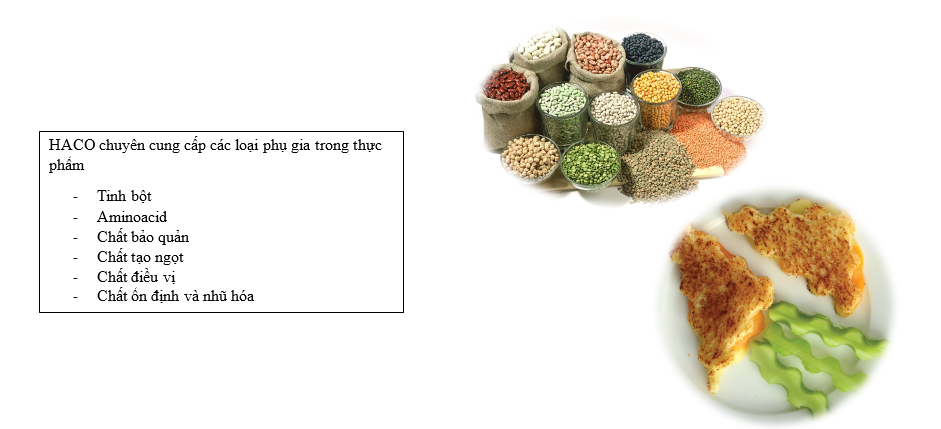 HACO chuyên cung cấp các loại phụ gia trong thực
phẩm
- Tinh bột
- Aminoacid
- Chất bảo quản
- Chất tạo ngọt
- Chất điều vị
- Chất ổn định và nhũ hóa